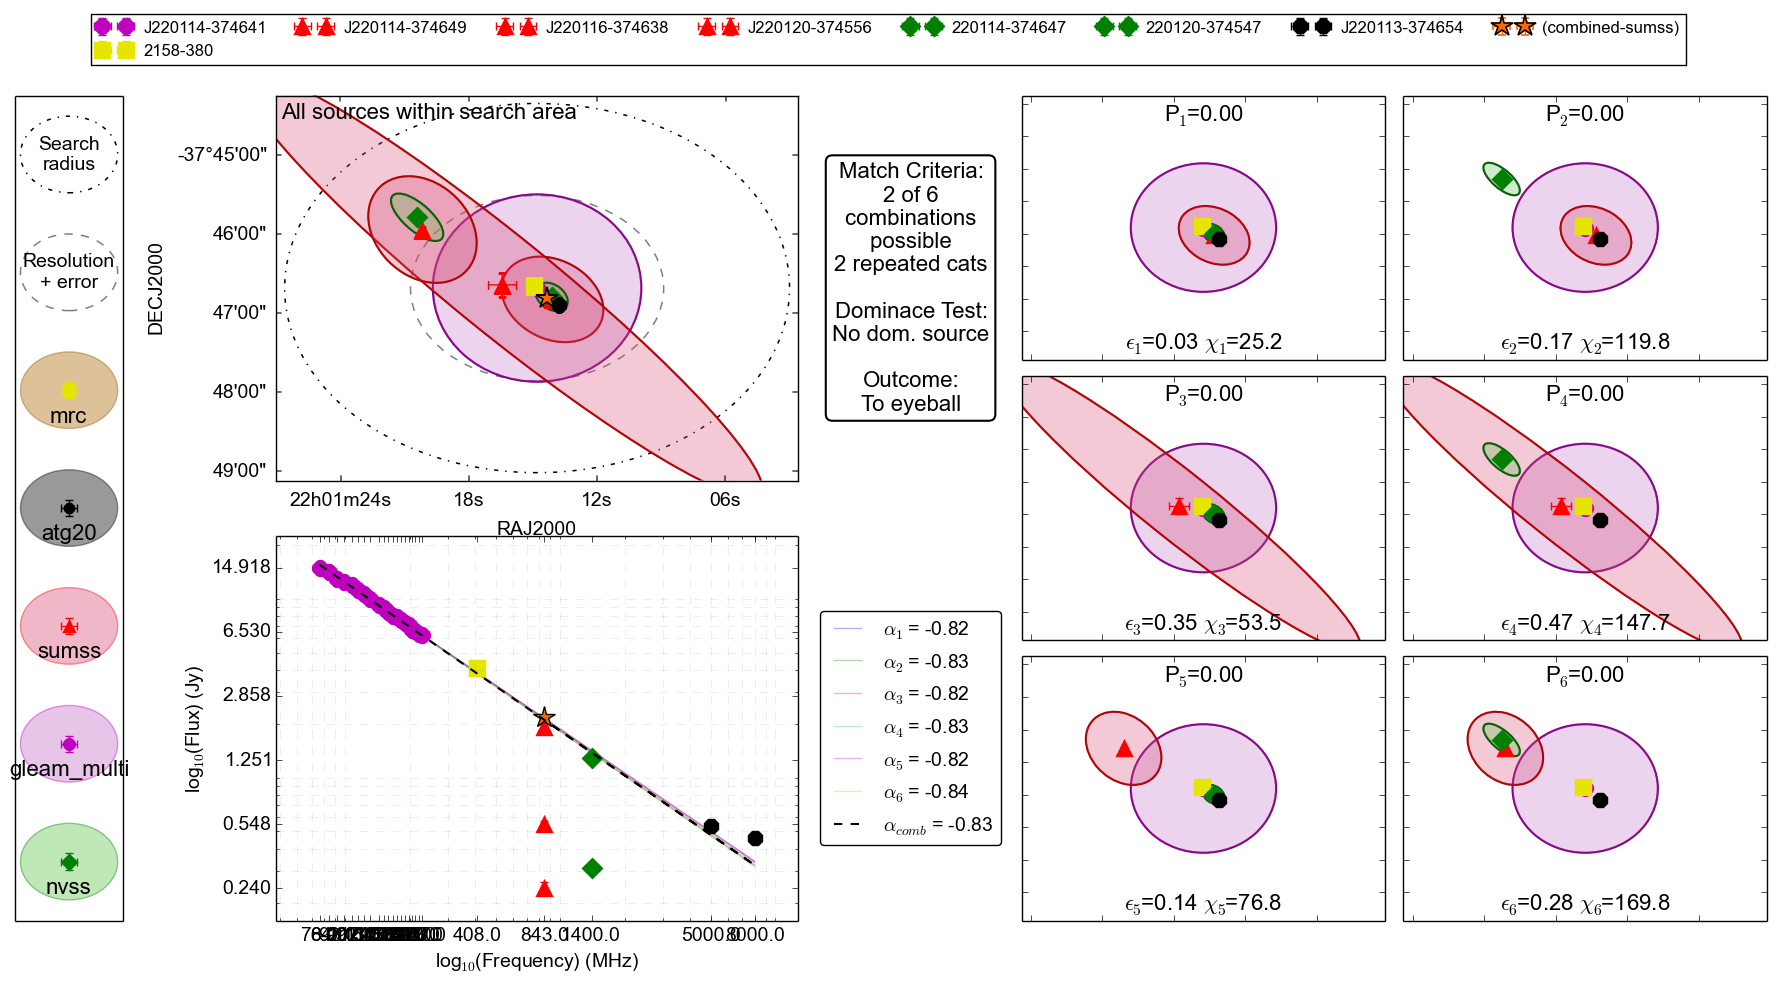 J220114-374641 J220114-374649 J220116-374638 J220120-374556 220114-374647 220120-374547 J220113-374654 (combined-sumss)
2158-380
Search
radius
Resolution
+ error
mrc
atg20
sumss
gleam_multi
nvss
All sources within search area
DECJ2000
-37°45'00"
46'00"
47'00"
48'00"
49'00"
22h01m24s 18s 12s 06s
RAJ2000
Match Criteria:
2 of 6
combinations
possible
2 repeated cats
Dominace Test:
No dom. source
Outcome:
To eyeball
log10(Flux) (Jy)
14.918
6.530
2.858
1.251
0.548
0.240
408.0 843.0 1400.0 5000.0 8000.0
log10(Frequency) (MHz)
α1 = -0.82
α2 = -0.83
α3 = -0.82
α4 = -0.83
α5 = -0.82
α6 = -0.84
αcomb = -0.83
P1=0.00
ϵ1=0.03 χ1=25.2
P2=0.00
ϵ2=0.17 χ2=119.8
P3=0.00
ϵ3=0.35 χ3=53.5
P4=0.00
ϵ4=0.47 χ4=147.7
P5=0.00
ϵ5=0.14 χ5=76.8
P6=0.00
ϵ6=0.28 χ6=169.8